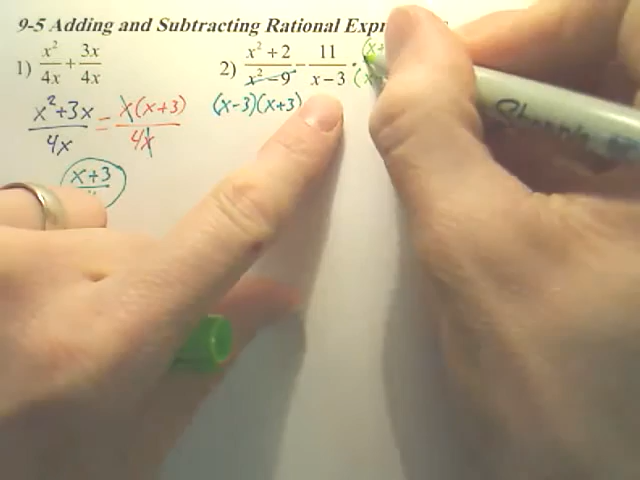 9-5 Adding and Subtracting Rational
1) x²/4x + 3x/4x
2) x² + 2/x² − 9 − 11/x − 3 ·
x²+3x/4x = x(x+3)/4x
(x−3)(x+3)
x+3
Sharpie